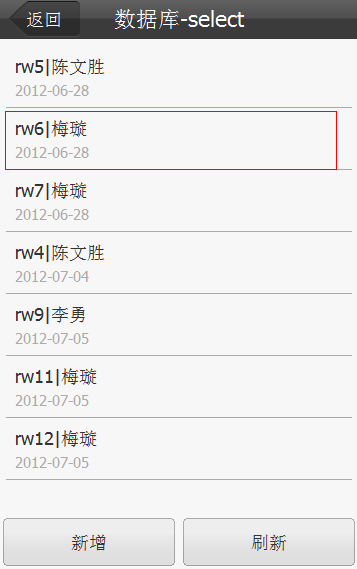 返回
数据库-select
rw5|陈文胜
2012-06-28
rw6|梅璇
2012-06-28
rw7|梅璇
2012-06-28
rw4|陈文胜
2012-07-04
rw9|李勇
2012-07-05
rw11|梅璇
2012-07-05
rw12|梅璇
2012-07-05
新增
刷新